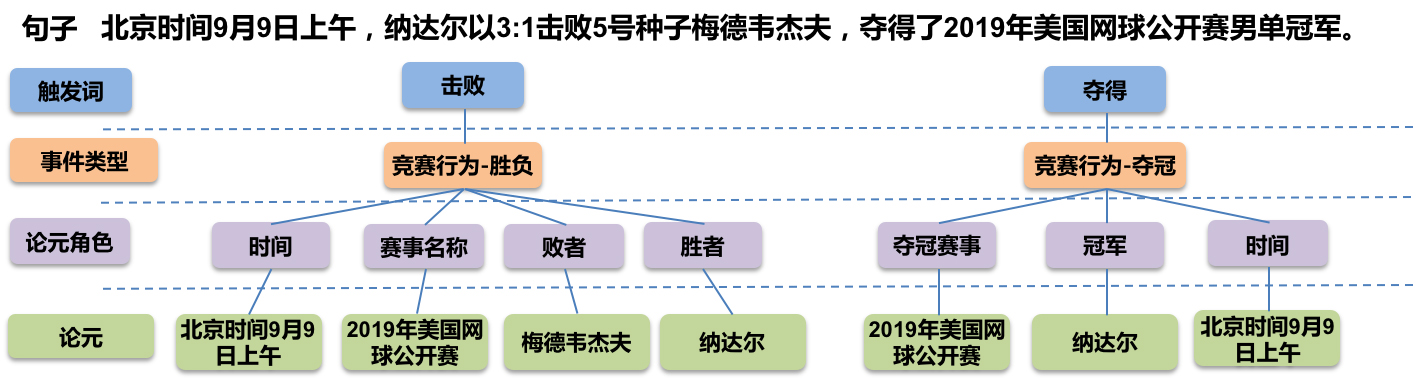 句子 北京时间9月9日上午，纳达尔以3:1击败5号种子梅德韦杰夫，夺得了2019年美国网球公开赛男单冠军。
触发词
击败
夺得
事件类型
竞赛行为-胜负
竞赛行为-夺冠
论元角色
时间
赛事名称
败者
胜者
夺冠赛事
冠军
时间
论元
北京时间9月9
日上午
2019年美国网
球公开赛
梅德韦杰夫
纳达尔
2019年美国网
球公开赛
纳达尔
北京时间9月9
日上午